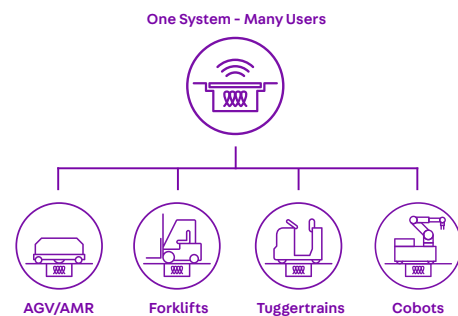 One System - Many Users
AGV/AMR
Forklifts
Tuggertrains
Cobots